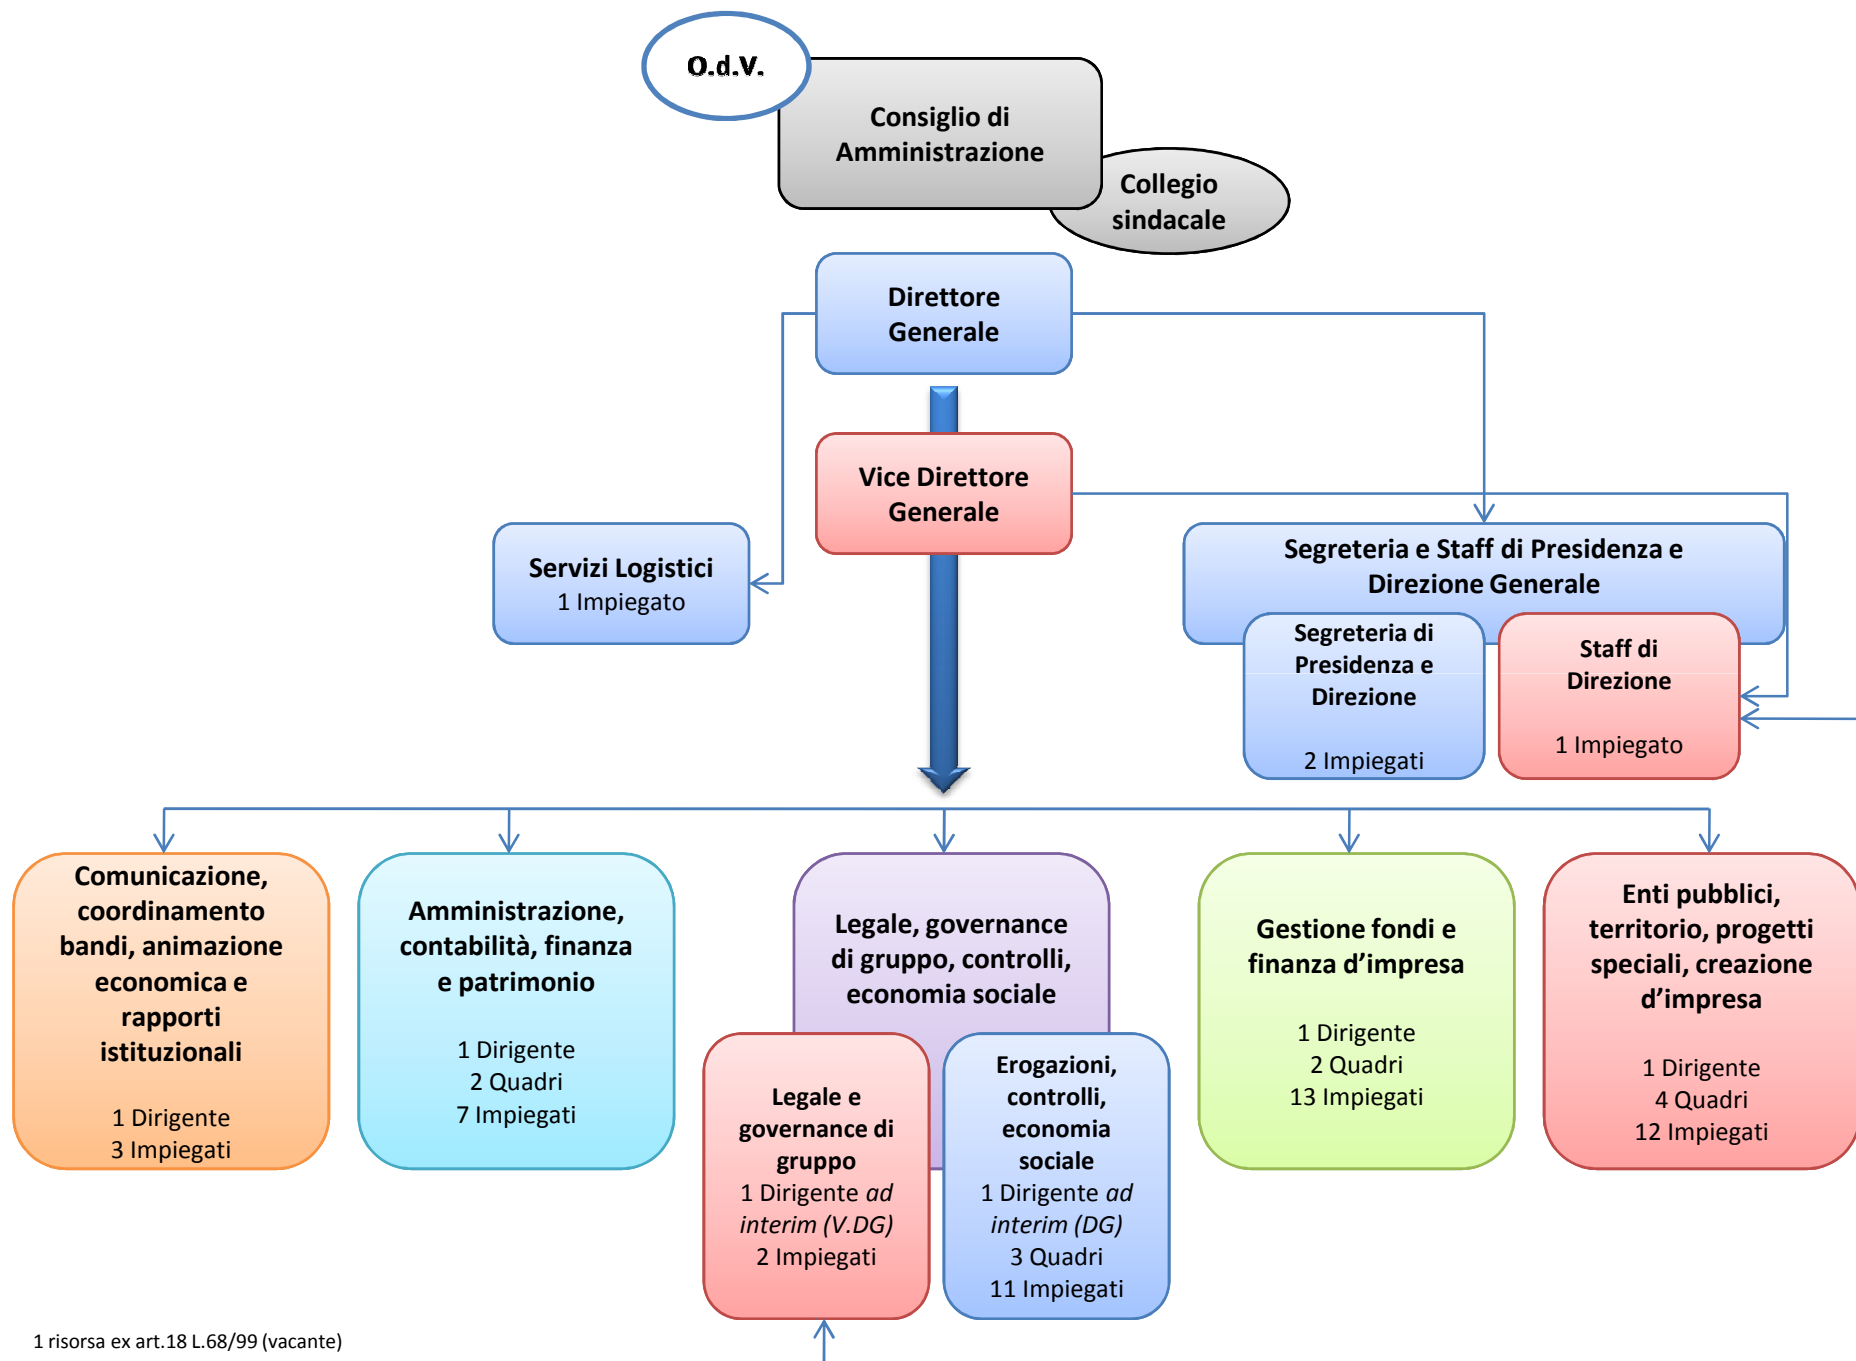 O.d.V.
Consiglio di
Amministrazione
Collegio
sindacale
Direttore
Generale
Vice Direttore
Generale
Servizi Logistici
1 Impiegato
Segreteria e Staff di Presidenza e
Direzione Generale
Segreteria di
Presidenza e
Direzione
2 Impiegati
Staff di
Direzione
1 Impiegato
Comunicazione,
coordinamento
bandi, animazione
economica e
rapporti
istituzionali
1 Dirigente
3 Impiegati
Amministrazione,
contabilità, finanza
e patrimonio
1 Dirigente
2 Quadri
7 Impiegati
Legale, governance
di gruppo, controlli,
economia sociale
Legale e
governance di
gruppo
1 Dirigente ad
interim (V.DG)
2 Impiegati
Erogazioni,
controlli,
economia
sociale
1 Dirigente ad
interim (DG)
3 Quadri
11 Impiegati
Gestione fondi e
finanza d’impresa
1 Dirigente
2 Quadri
13 Impiegati
Enti pubblici,
territorio, progetti
speciali, creazione
d’impresa
1 Dirigente
4 Quadri
12 Impiegati
1 risorsa ex art.18 L.68/99 (vacante)